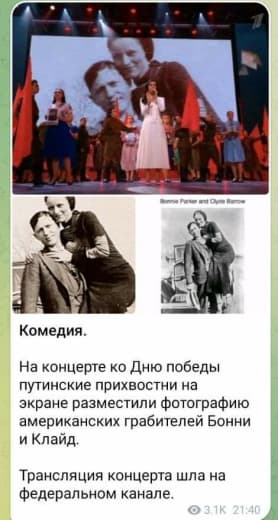 Bonnie Parker and Clyde Barrow
Комедия.
На концерте ко Дню победы
путинские прихвостни на
экране разместили фотографию
американских грабителей Бонни
и Клайд.
Трансляция концерта шла на
федеральном канале.
3.1K 21:40